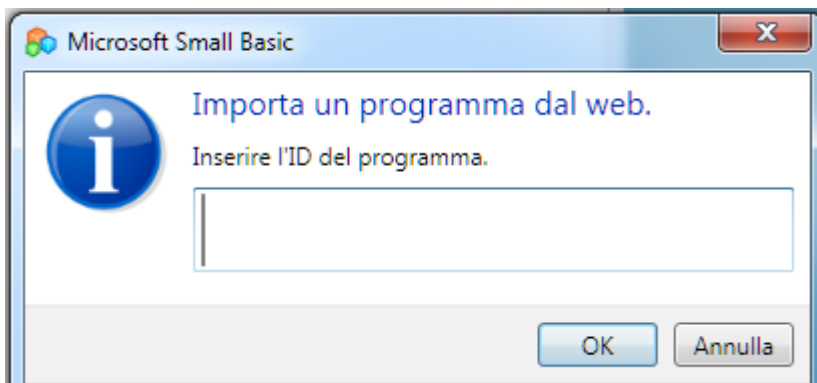 Microsoft Small Basic
Importa un programma dal web.
Inserire l'ID del programma.
OK
Annulla